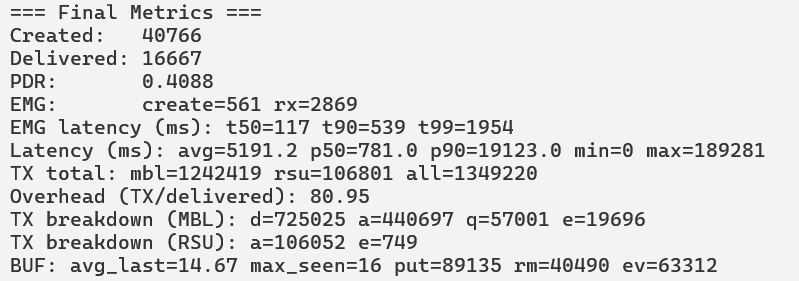 === Final Metrics ===
Created:   40766
Delivered: 16667
PDR:       0.4088
EMG:       create=561 rx=2869
EMG latency (ms): t50=117 t90=539 t99=1954
Latency (ms): avg=5191.2 p50=781.0 p90=19123.0 min=0 max=189281
TX total: mbl=1242419 rsu=106801 all=1349220
Overhead (TX/delivered): 80.95
TX breakdown (MBL): d=725025 a=440697 q=57001 e=19696
TX breakdown (RSU): a=106052 e=749
BUF: avg_last=14.67 max_seen=16 put=89135 rm=40490 ev=63312